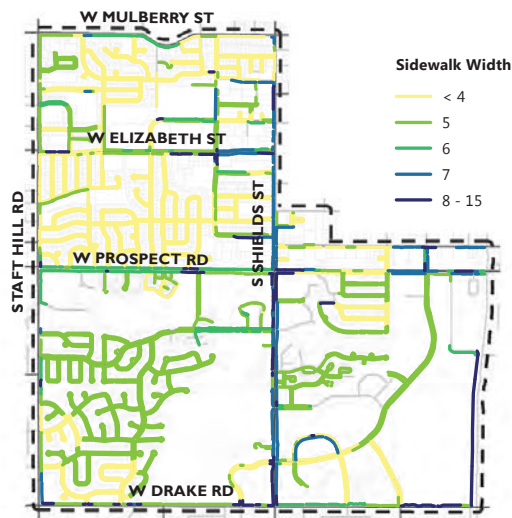 W MULBERRY ST
Sidewalk Width
< 4
5
6
7
8 - 15
W ELIZABETH ST
STAFT HILL RD
S SHIELDS ST
W PROSPECT RD
W DRAKE RD